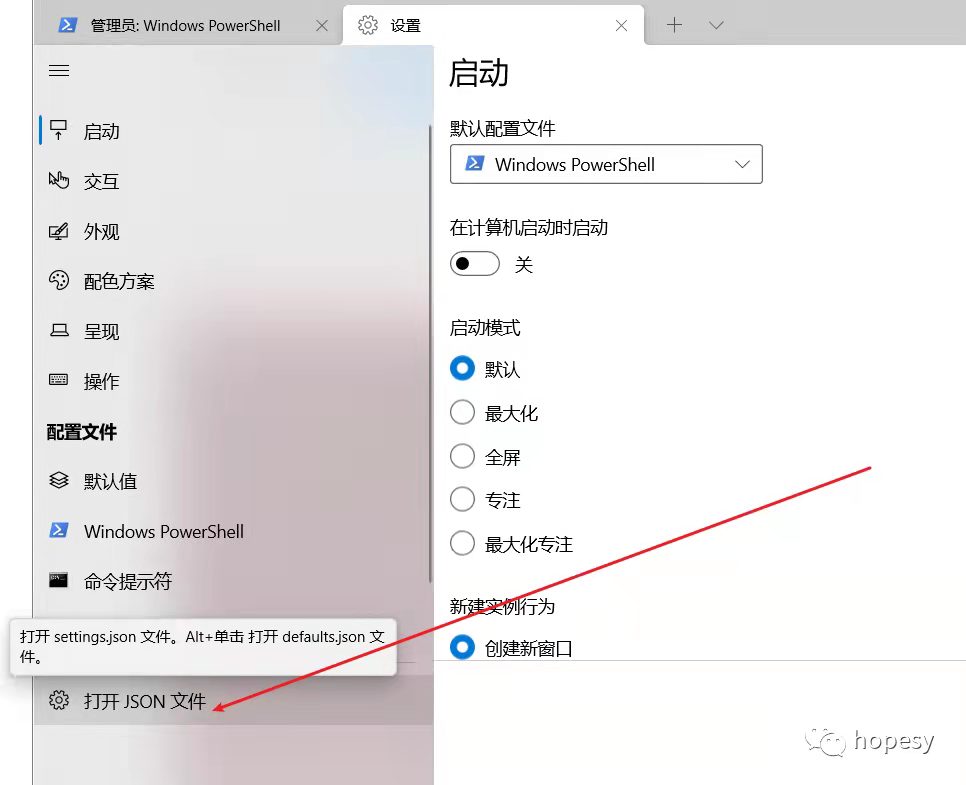 管理员: Windows PowerShell
设置
启动
交互
外观
配色方案
呈现
操作
配置文件
默认值
Windows PowerShell
命令提示符
打开 settings.json 文件。Alt+单击 打开 defaults.json 文
件。
打开 JSON 文件
启动
默认配置文件
Windows PowerShell
在计算机启动时启动
关
启动模式
默认
最大化
全屏
专注
最大化专注
新建实例行为
创建新窗口
hopesy